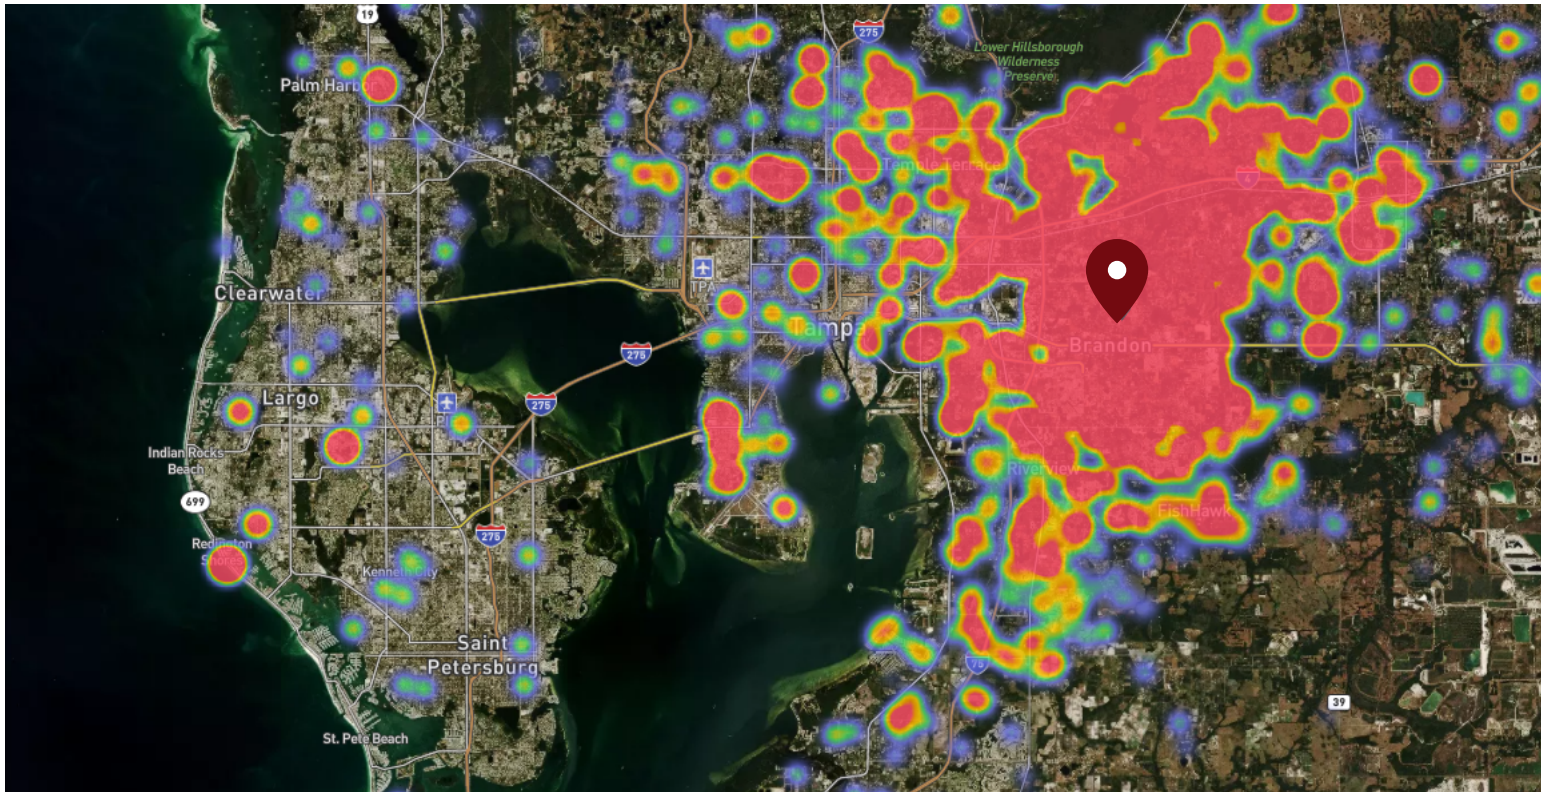 19
275
Lower Hillsborough
Wilderness
Preserve
Palm Harbor
Temple Terrace
4
TPA
Clearwater
Tampa
275
Brandon
Largo
275
Indian Rocks
Beach
Riverview
699
FishHawk
275
Redington
Shores
Kenneth City
Saint
Petersburg
75
39
St. Pete Beach